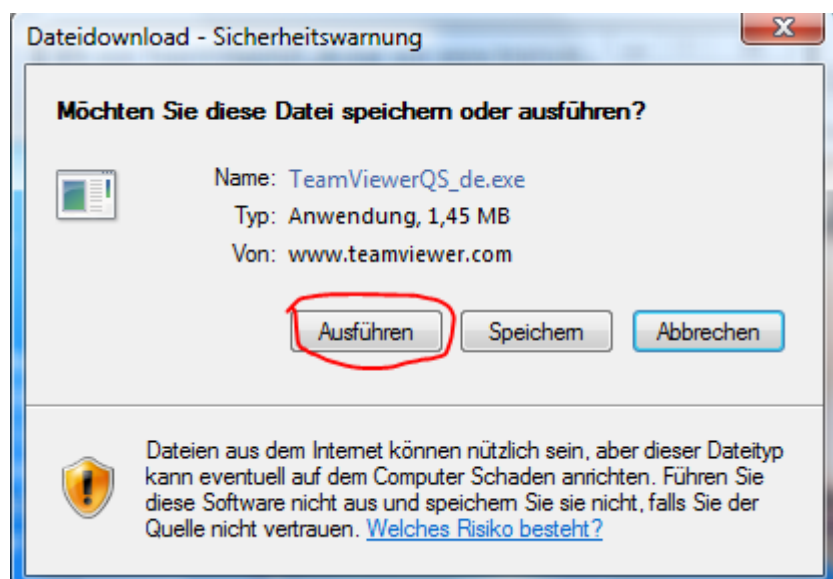 Dateidownload - Sicherheitswarnung
Möchten Sie diese Datei speichern oder ausführen?
Name: TeamViewerQS_de.exe
Typ: Anwendung, 1,45 MB
Von: www.teamviewer.com
Ausführen Speichern Abbrechen
Dateien aus dem Internet können nützlich sein, aber dieser Dateityp
kann eventuell auf dem Computer Schaden anrichten. Führen Sie
diese Software nicht aus und speichern Sie sie nicht, falls Sie der
Quelle nicht vertrauen. Welches Risiko besteht?